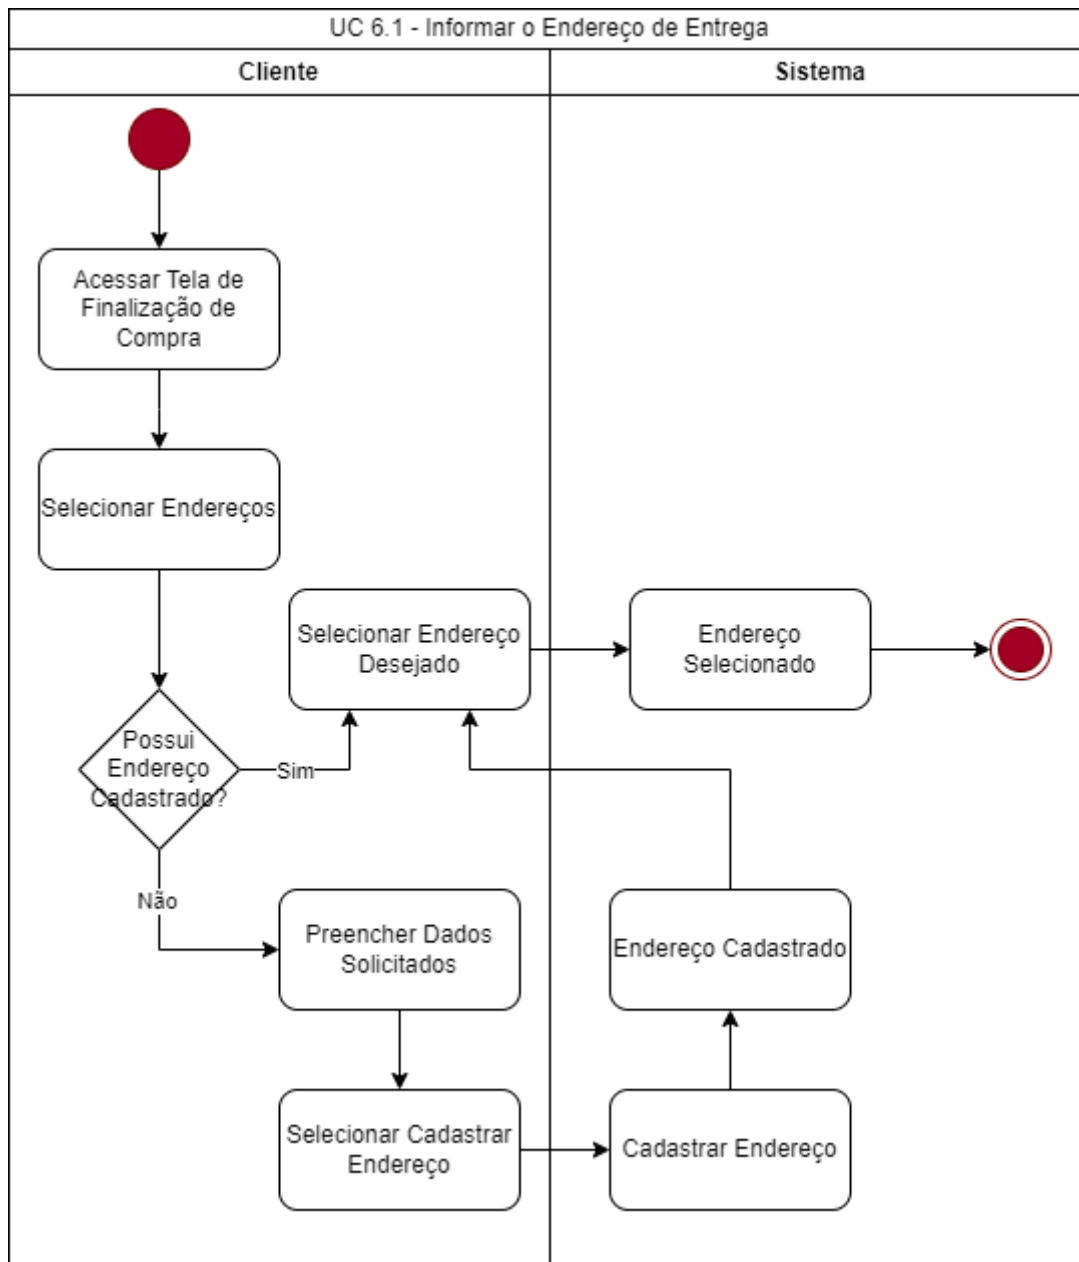 UC 6.1 - Informar o Endereço de Entrega
Cliente
Sistema
Acessar Tela de
Finalização de
Compra
Selecionar Endereços
Selecionar Endereço
Desejado
Endereço
Selecionado
Possui
Endereço
Cadastrado?
Sim
Não
Preencher Dados
Solicitados
Endereço Cadastrado
Selecionar Cadastrar
Endereço
Cadastrar Endereço